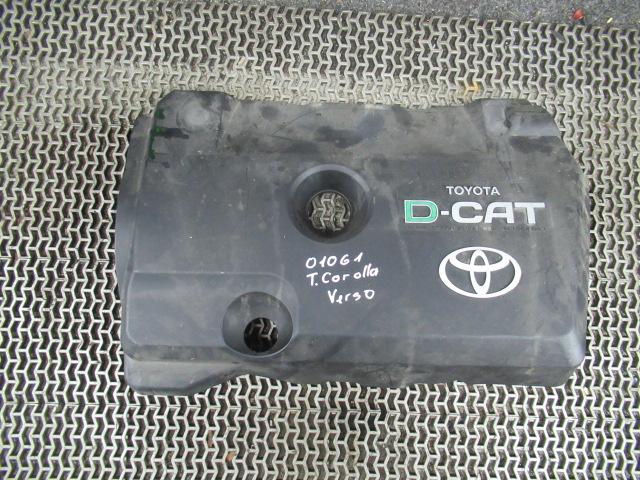 TOYOTA
D-CAT
01061
T. Corolla
Verso